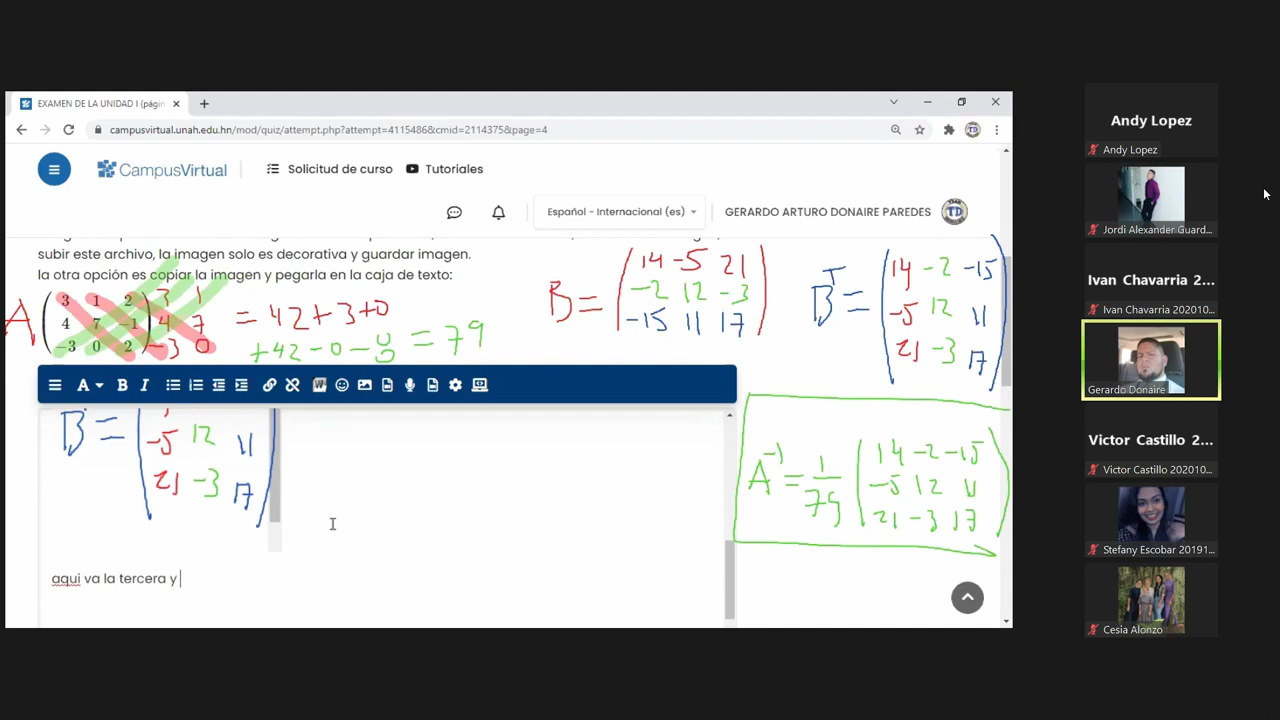 EXAMEN DE LA UNIDAD I (págin
campusvirtual.unah.edu.hn/mod/quiz/attempt.php?attempt=4115486&cmid=2114375&page=4
CampusVirtual
Solicitud de curso
Tutoriales
Español - Internacional (es)
GERARDO ARTURO DONAIRE PAREDES
TD
subir este archivo, la imagen solo es decorativa y guardar imagen.
la otra opción es copiar la imagen y pegarla en la caja de texto:
A
3 1 2 3 1
4 7 -1 4 7
-3 0 2 -3 0
= 42+3+0
+42-0-0
= 79
B =
14 -5 21
-2 12 -3
-15 11 17
B^T =
14 -2 -15
-5 12 11
21 -3 17
A B I
B =
-5 12 11
21 -3 17
aqui va la tercera y
A^-1 = 1/79
14 -2 -15
-5 12 11
21 -3 17
Andy Lopez
Andy Lopez
Jordi Alexander Guard...
Ivan Chavarria 2...
Ivan Chavarria 202010...
Gerardo Donaire
Victor Castillo 2...
Victor Castillo 202010...
Stefany Escobar 20191...
Cesia Alonzo